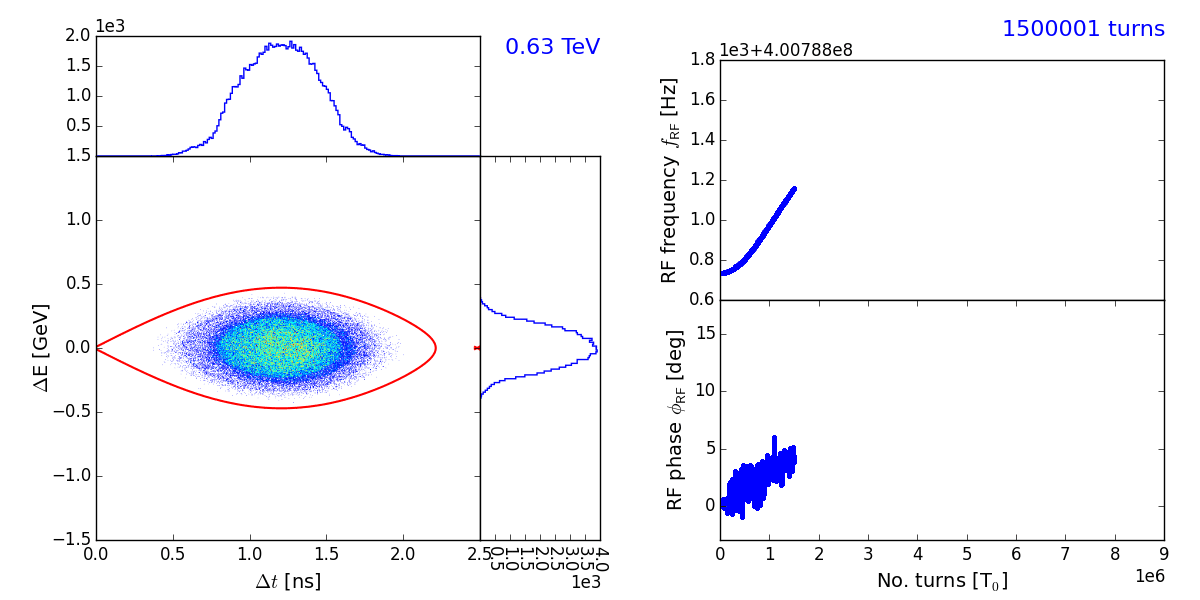 1e3
0.63 TeV
2.0
1.5
1.0
0.5
1.5
1.0
0.5
0.0
−0.5
−1.0
−1.5
ΔE [GeV]
0.0 0.5 1.0 1.5 2.0 2.5
Δt [ns]
0.5 1.0 1.5 2.0 2.5 3.0 3.5 4.0
1e3
1500001 turns
1e3+4.00788e8
1.8
1.6
1.4
1.2
1.0
0.8
0.6
RF frequency f_RF [Hz]
15
10
5
0
RF phase ϕ_RF [deg]
0 1 2 3 4 5 6 7 8 9
1e6
No. turns [T₀]